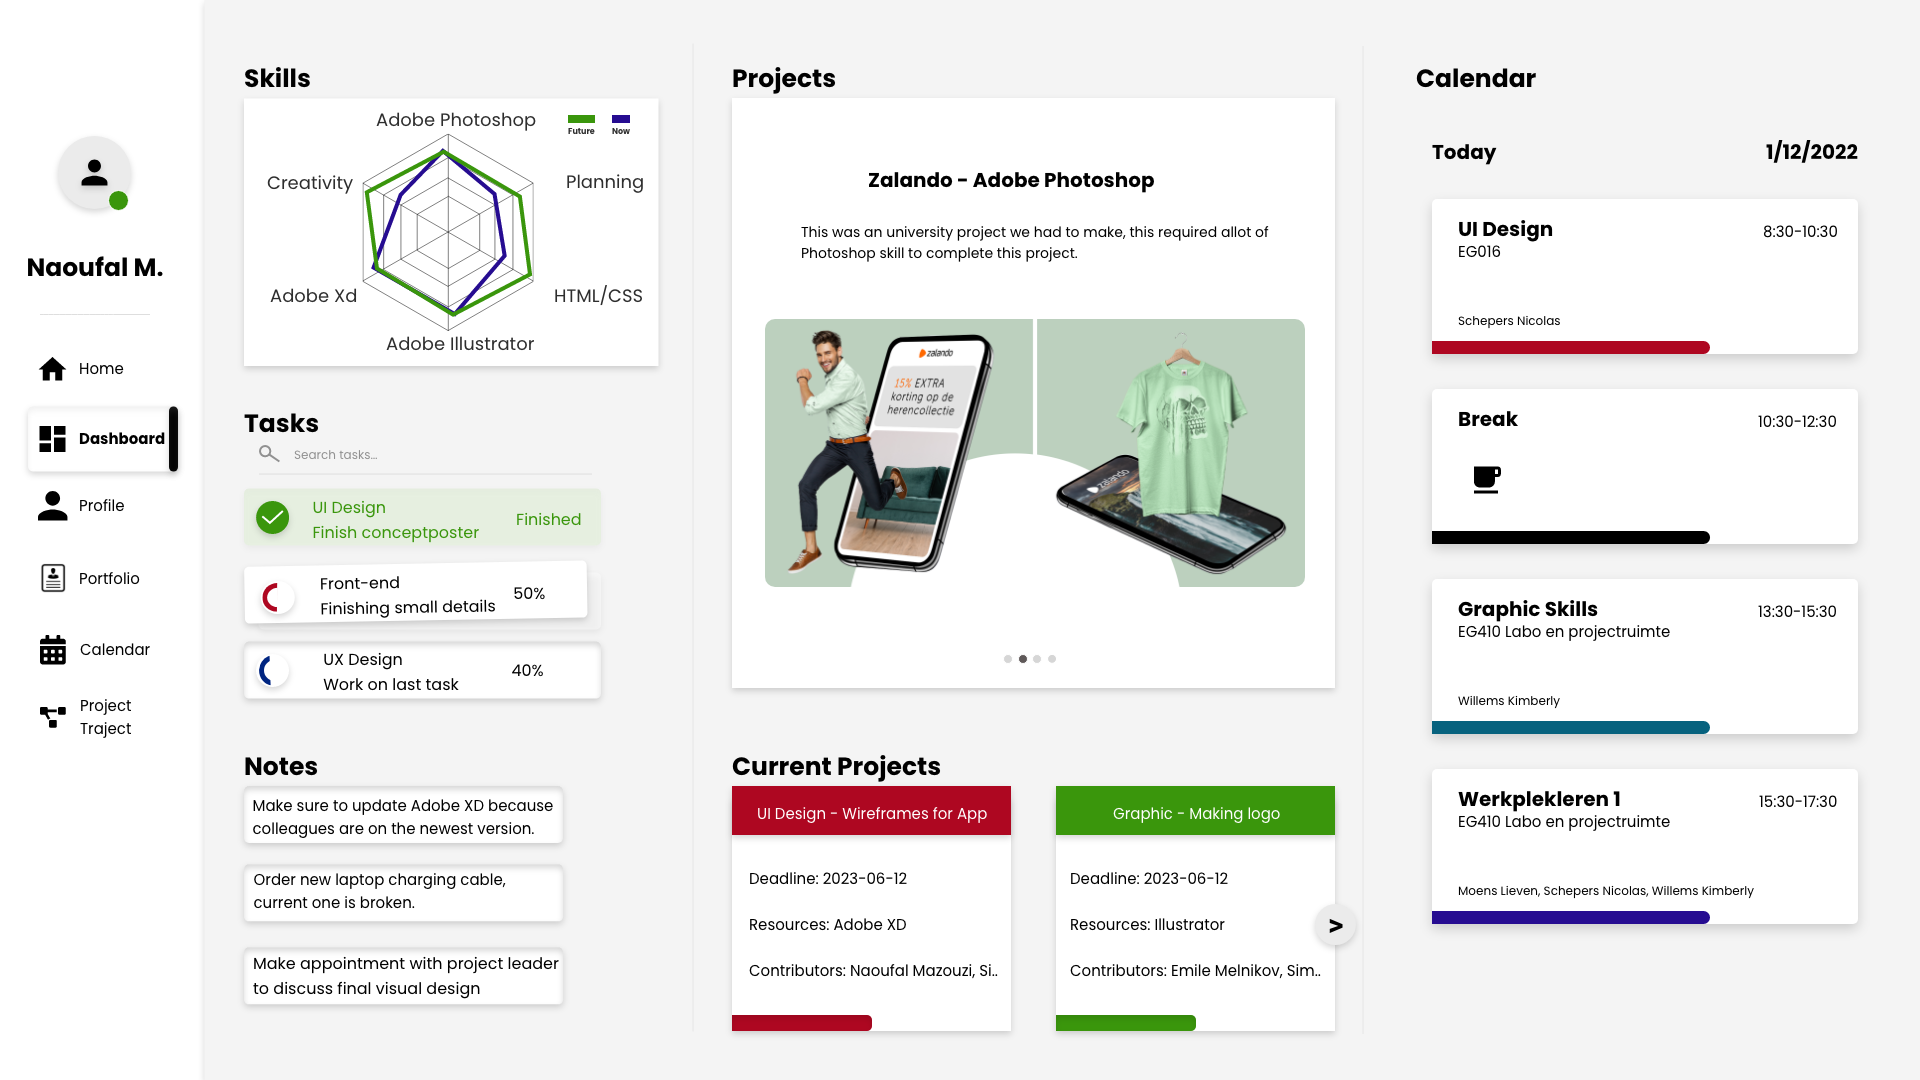 Naoufal M.
Home
Dashboard
Profile
Portfolio
Calendar
Project
Traject
Skills
Adobe Photoshop
Future
Now
Creativity
Planning
Adobe Xd
HTML/CSS
Adobe Illustrator
Tasks
Search tasks...
UI Design
Finish conceptposter
Finished
Front-end
Finishing small details
50%
UX Design
Work on last task
40%
Notes
Make sure to update Adobe XD because
colleagues are on the newest version.
Order new laptop charging cable,
current one is broken.
Make appointment with project leader
to discuss final visual design
Projects
Zalando - Adobe Photoshop
This was an university project we had to make, this required allot of
Photoshop skill to complete this project.
zalando
15% EXTRA
korting op de
herencollectie
zalando
Current Projects
UI Design - Wireframes for App
Deadline: 2023-06-12
Resources: Adobe XD
Contributors: Naoufal Mazouzi, Si..
Graphic - Making logo
Deadline: 2023-06-12
Resources: Illustrator
Contributors: Emile Melnikov, Sim..
>
Calendar
Today
1/12/2022
UI Design
8:30-10:30
EG016
Schepers Nicolas
Break
10:30-12:30
Graphic Skills
13:30-15:30
EG410 Labo en projectruimte
Willems Kimberly
Werkplekleren 1
15:30-17:30
EG410 Labo en projectruimte
Moens Lieven, Schepers Nicolas, Willems Kimberly